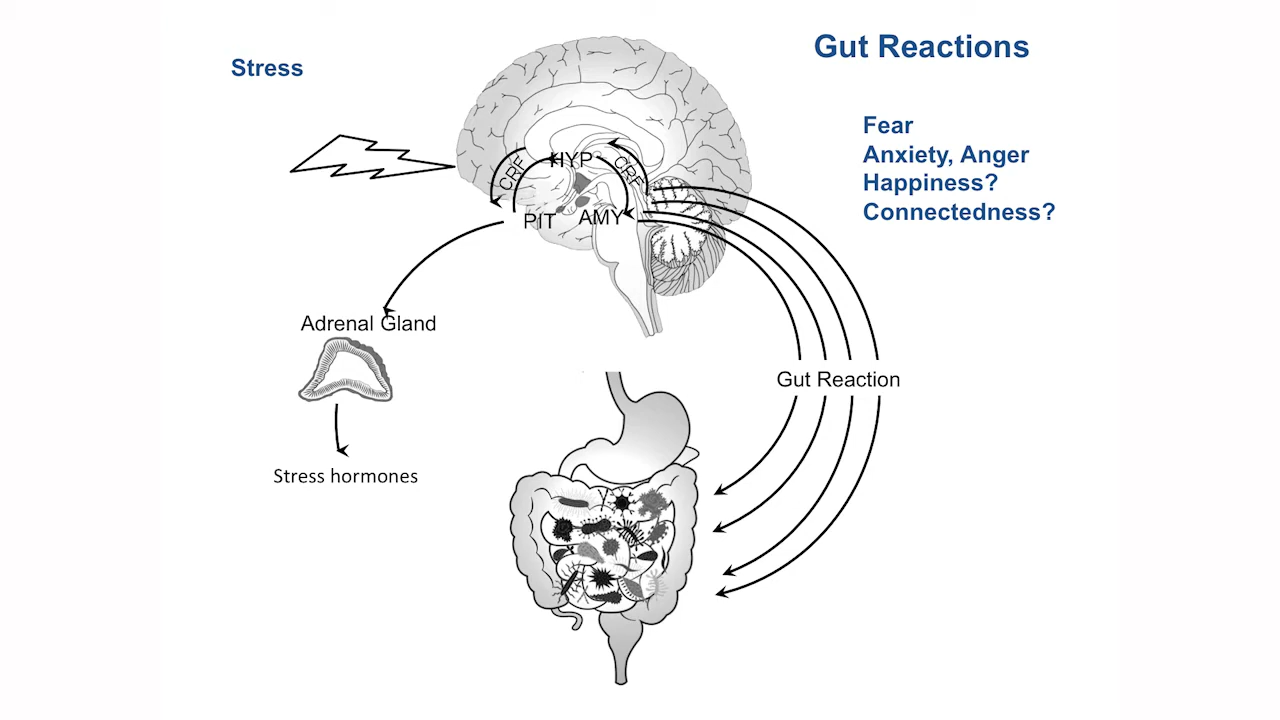 Gut Reactions
Stress
Fear
Anxiety, Anger
Happiness?
Connectedness?
CRF
HYP
CRF
PIT
AMY
Adrenal Gland
Gut Reaction
Stress hormones